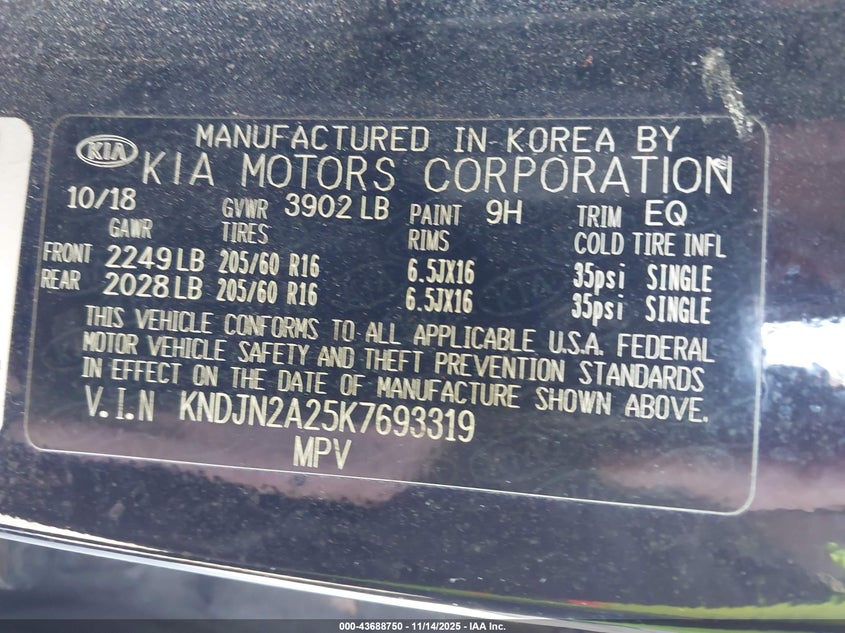 KIA
MANUFACTURED IN KOREA BY
KIA MOTORS CORPORATION
10/18 GVWR 3902 LB PAINT 9H TRIM EQ
GAWR TIRES RIMS COLD TIRE INFL
FRONT 2249 LB 205/60 R16 6.5JX16 35psi SINGLE
REAR 2028 LB 205/60 R16 6.5JX16 35psi SINGLE
THIS VEHICLE CONFORMS TO ALL APPLICABLE U.S.A. FEDERAL
MOTOR VEHICLE SAFETY AND THEFT PREVENTION STANDARDS
IN EFFECT ON THE DATE OF MANUFACTURE SHOWN ABOVE.
V.I.N KNDJN2A25K7693319
MPV
000-43688750 - 11/14/2025 - IAA Inc.